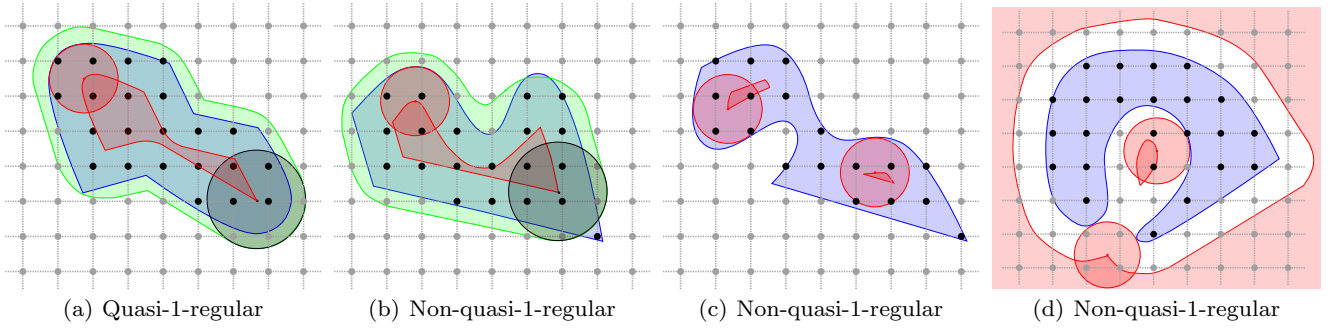 (a) Quasi-1-regular
(b) Non-quasi-1-regular
(c) Non-quasi-1-regular
(d) Non-quasi-1-regular